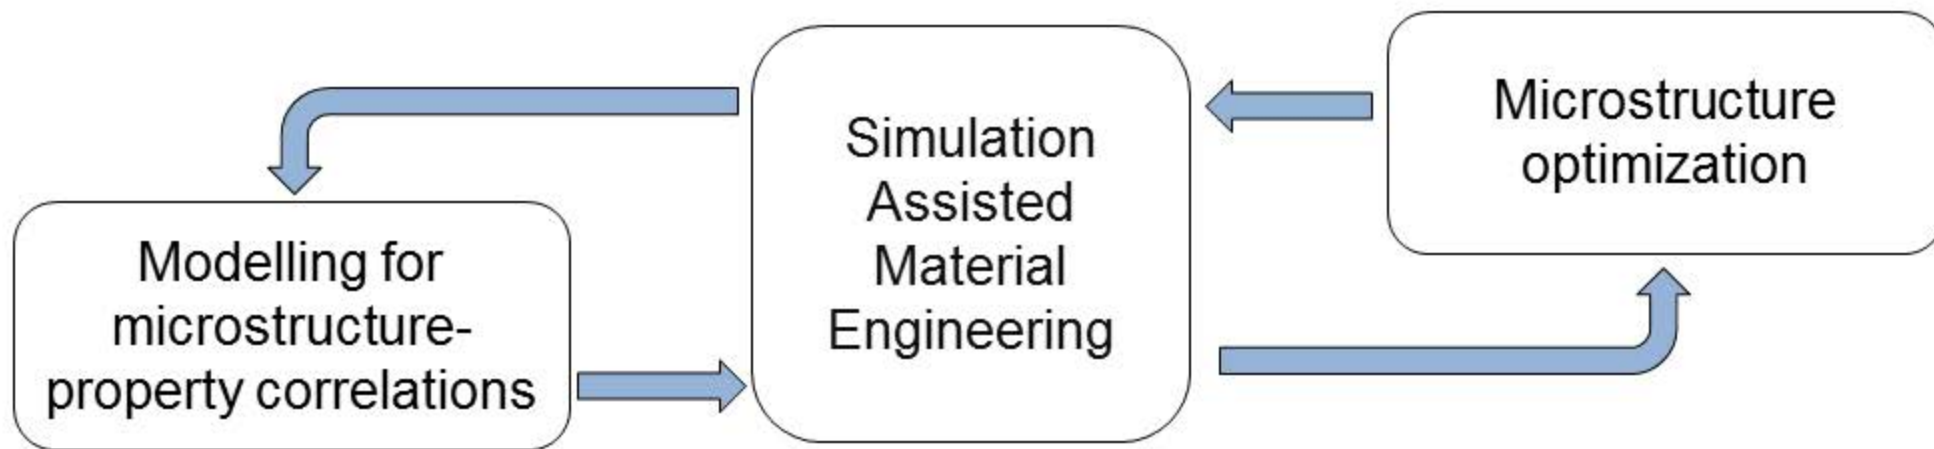 Modelling for
microstructure-
property correlations
Simulation
Assisted
Material
Engineering
Microstructure
optimization